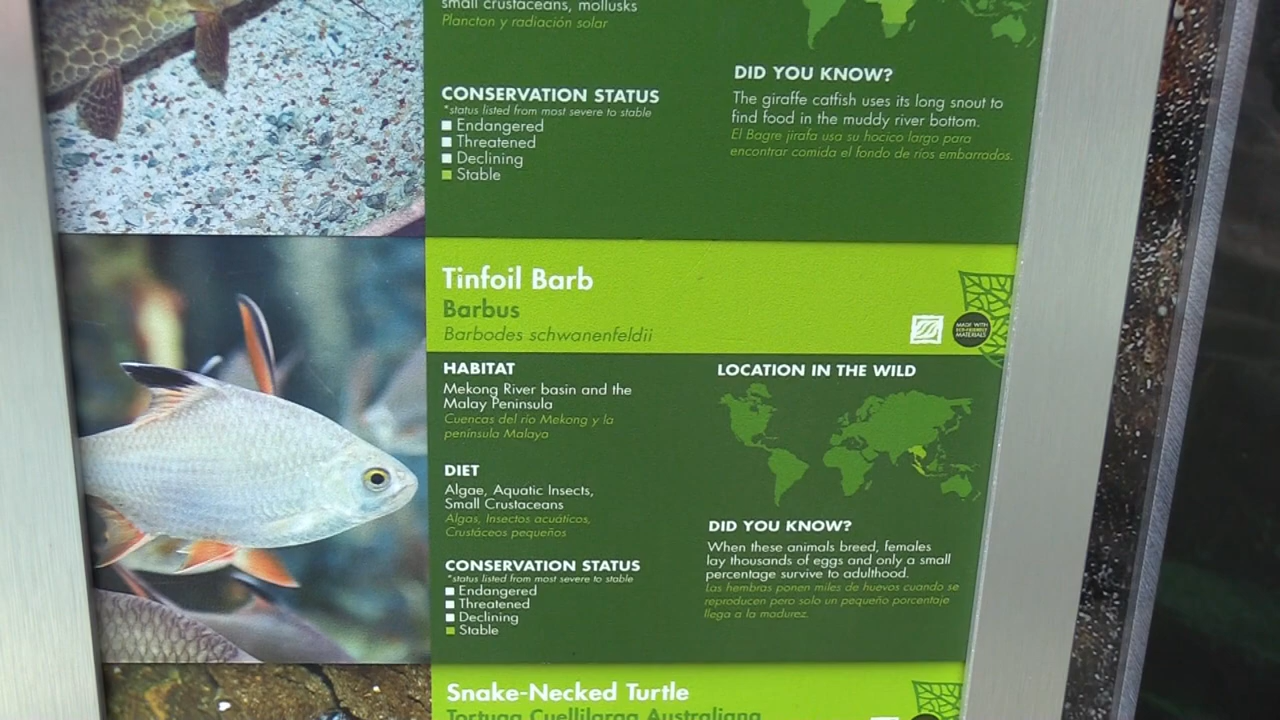 small crustaceans, mollusks
Plancton y radiación solar
CONSERVATION STATUS
*status listed from most severe to stable
Endangered
Threatened
Declining
Stable
DID YOU KNOW?
The giraffe catfish uses its long snout to
find food in the muddy river bottom.
El Bagre jirafa usa su hocico largo para
encontrar comida el fondo de ríos embarrados.
Tinfoil Barb
Barbus
Barbodes schwanenfeldii
MADE WITH
ECO-FRIENDLY
MATERIALS
HABITAT
Mekong River basin and the
Malay Peninsula
Cuencas del río Mekong y la
península Malaya
DIET
Algae, Aquatic Insects,
Small Crustaceans
Algas, Insectos acuáticos,
Crustáceos pequeños
CONSERVATION STATUS
*status listed from most severe to stable
Endangered
Threatened
Declining
Stable
LOCATION IN THE WILD
DID YOU KNOW?
When these animals breed, females
lay thousands of eggs and only a small
percentage survive to adulthood.
Las hembras ponen miles de huevos cuando se
reproducen pero solo un pequeño porcentaje
llega a la madurez.
Snake-Necked Turtle
Tortuga Cuellilarga Australiana